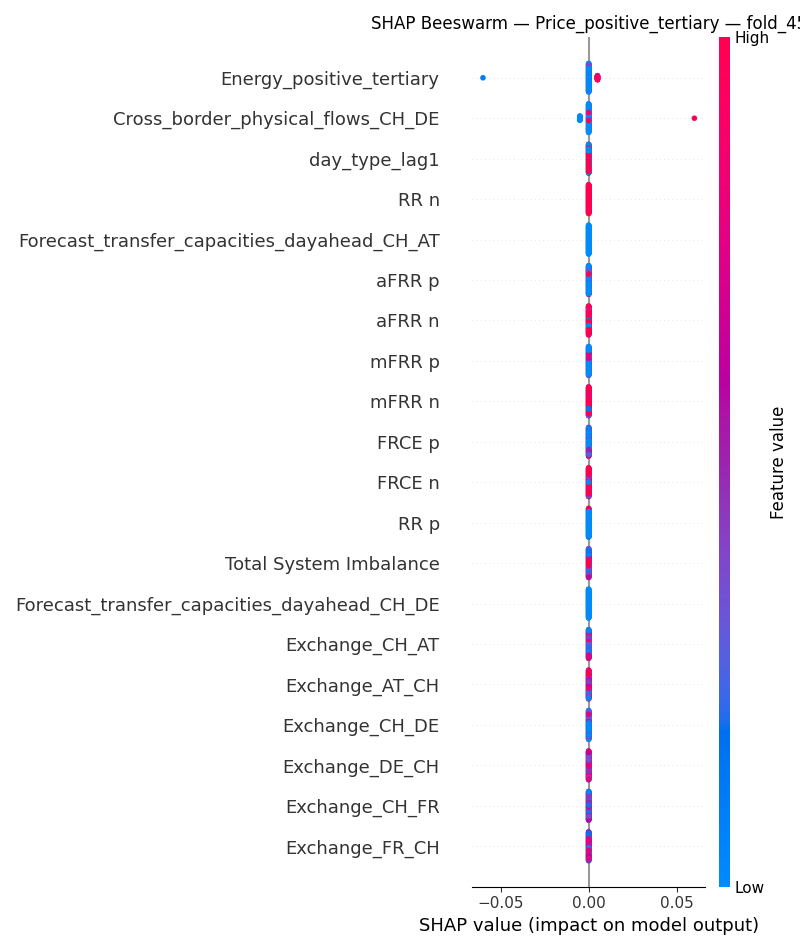 SHAP Beeswarm — Price_positive_tertiary — fold_45
High
Energy_positive_tertiary
Cross_border_physical_flows_CH_DE
day_type_lag1
RR n
Forecast_transfer_capacities_dayahead_CH_AT
aFRR p
aFRR n
mFRR p
mFRR n
FRCE p
FRCE n
RR p
Total System Imbalance
Forecast_transfer_capacities_dayahead_CH_DE
Exchange_CH_AT
Exchange_AT_CH
Exchange_CH_DE
Exchange_DE_CH
Exchange_CH_FR
Exchange_FR_CH
Feature value
Low
−0.05 0.00 0.05
SHAP value (impact on model output)